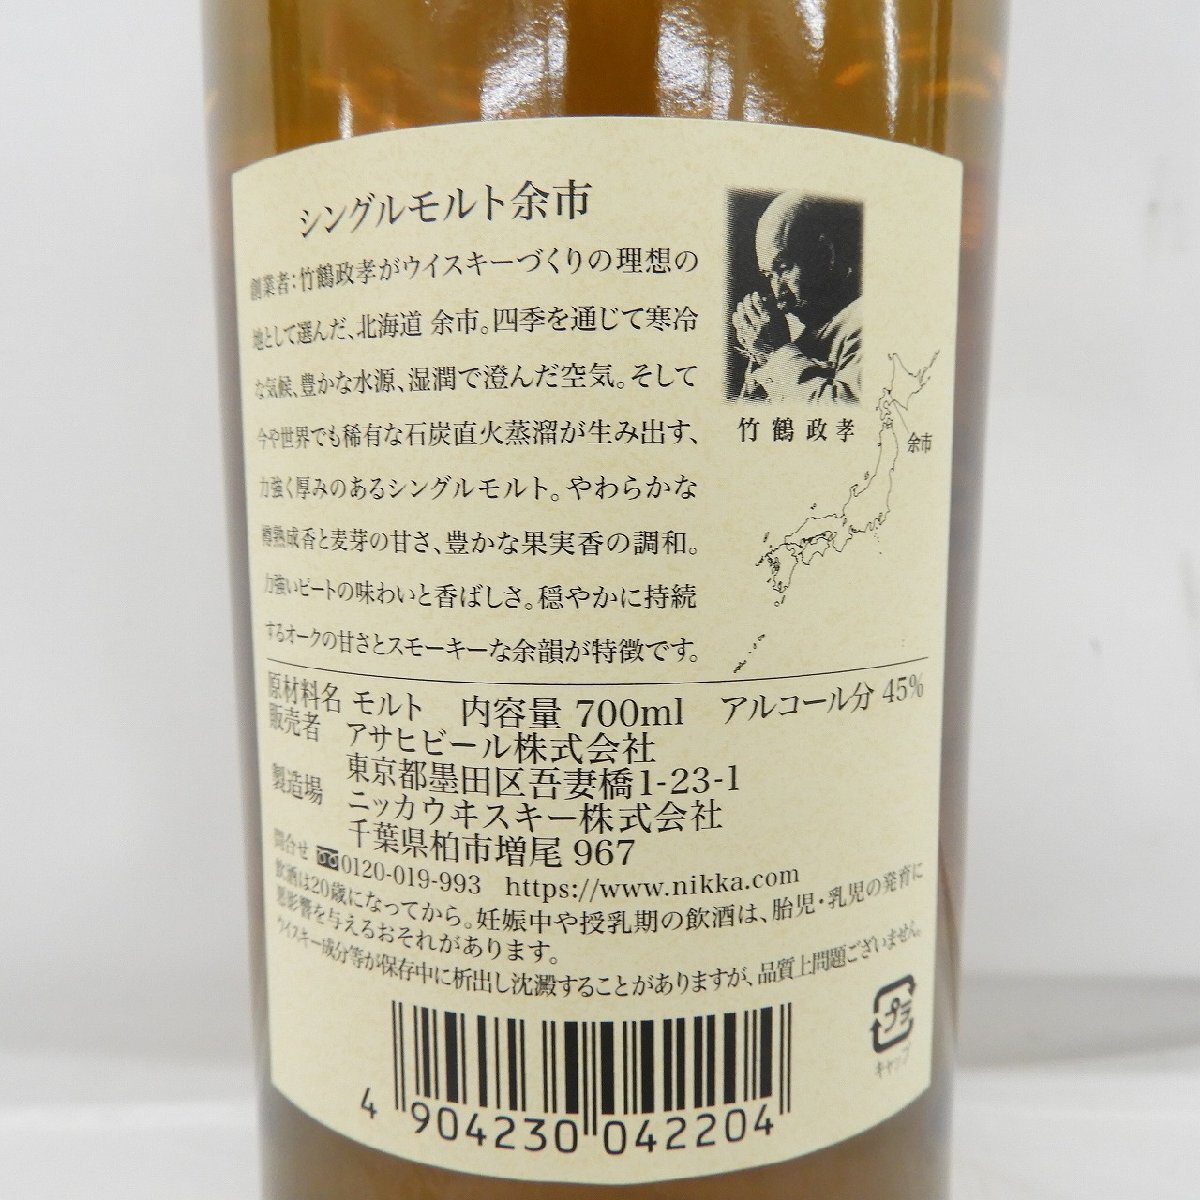 シングルモルト余市
創業者:竹鶴政孝がウイスキーづくりの理想の
地として選んだ、北海道 余市。四季を通じて寒冷
な気候、豊かな水源、湿潤で澄んだ空気。そして
今や世界でも稀有な石炭直火蒸溜が生み出す、
力強く厚みのあるシングルモルト。やわらかな
樽熟成香と麦芽の甘さ、豊かな果実香の調和。
力強いピートの味わいと香ばしさ。穏やかに持続
するオークの甘さとスモーキーな余韻が特徴です。
竹鶴政孝
余市
原材料名 モルト 内容量 700ml アルコール分 45%
販売者 アサヒビール株式会社
東京都墨田区吾妻橋1-23-1
製造場 ニッカウヰスキー株式会社
千葉県柏市増尾 967
問合せ 0120-019-993 https://www.nikka.com
飲酒は20歳になってから。妊娠中や授乳期の飲酒は、胎児・乳児の発育に
悪影響を与えるおそれがあります。
ウイスキー成分等が保存中に析出し沈澱することがありますが、品質上問題ございません。
プラ
キャップ
4 904230 042204